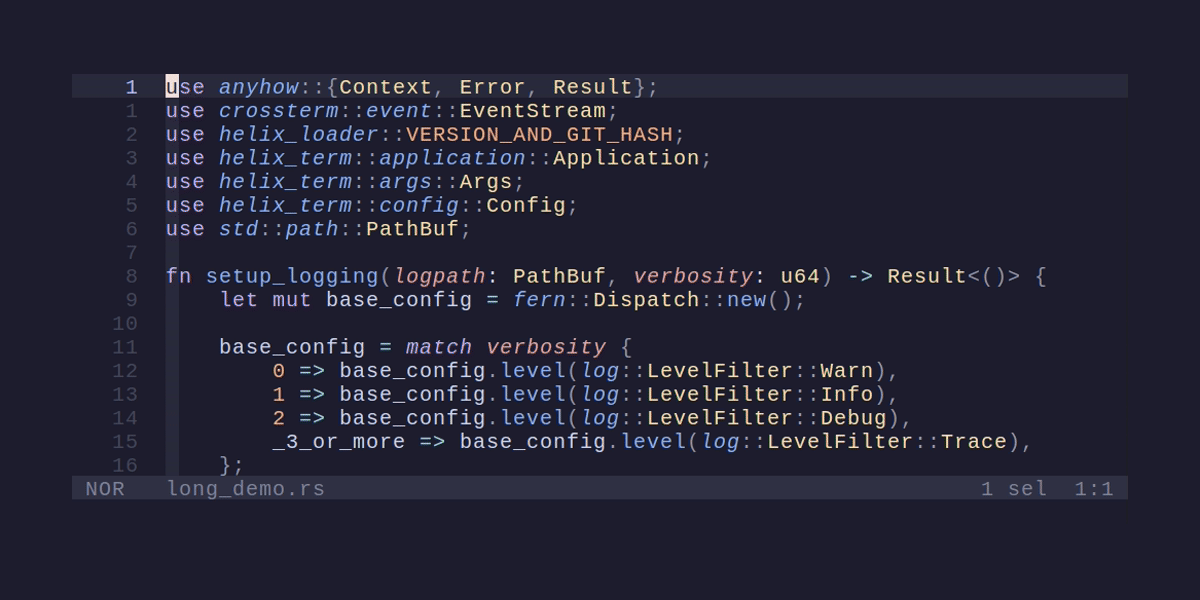 1 use anyhow::{Context, Error, Result};
1 use crossterm::event::EventStream;
2 use helix_loader::VERSION_AND_GIT_HASH;
3 use helix_term::application::Application;
4 use helix_term::args::Args;
5 use helix_term::config::Config;
6 use std::path::PathBuf;
7
8 fn setup_logging(logpath: PathBuf, verbosity: u64) -> Result<()> {
9     let mut base_config = fern::Dispatch::new();
10
11     base_config = match verbosity {
12         0 => base_config.level(log::LevelFilter::Warn),
13         1 => base_config.level(log::LevelFilter::Info),
14         2 => base_config.level(log::LevelFilter::Debug),
15         _3_or_more => base_config.level(log::LevelFilter::Trace),
16     };
NOR long_demo.rs 1 sel 1:1